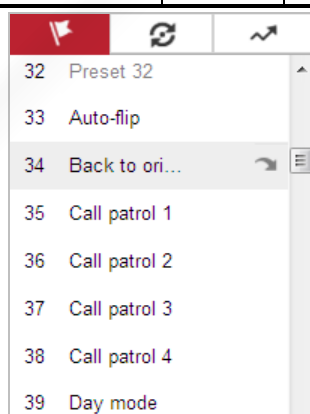 32 Preset 32
33 Auto-flip
34 Back to ori...
35 Call patrol 1
36 Call patrol 2
37 Call patrol 3
38 Call patrol 4
39 Day mode